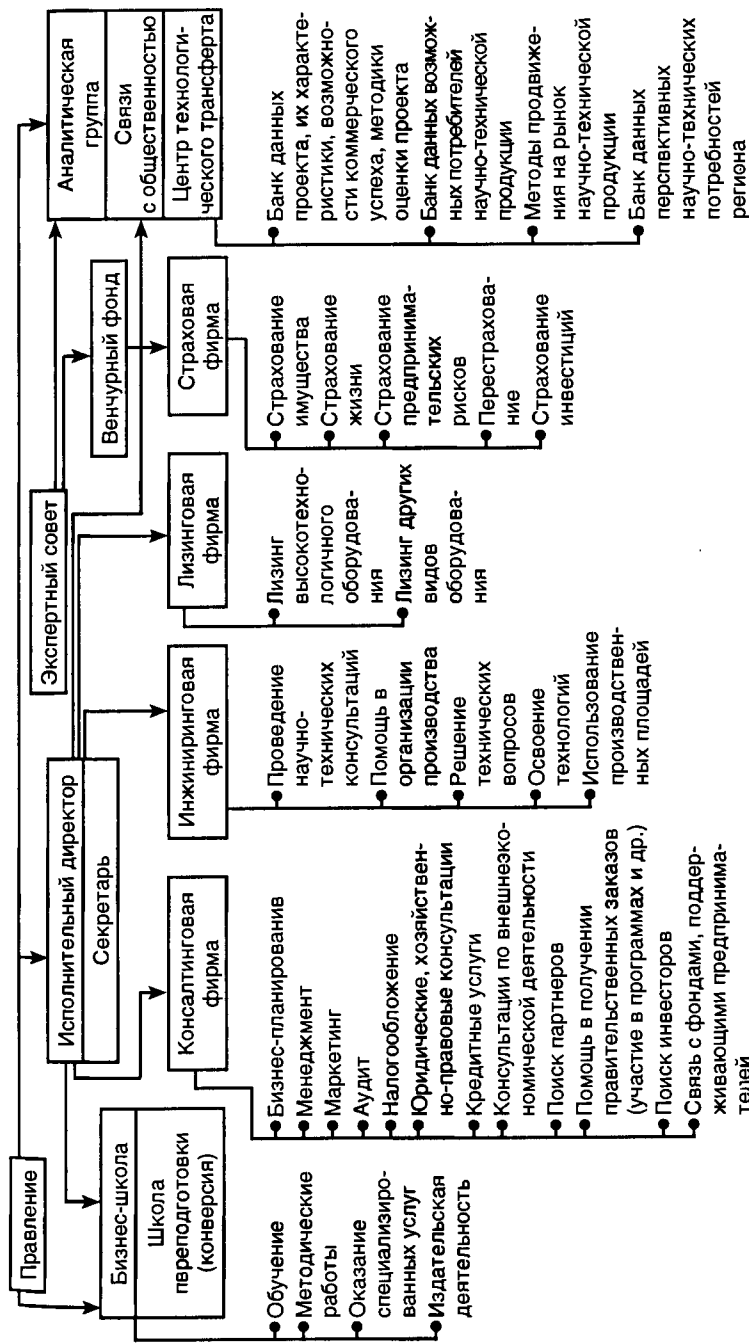 Правление
Экспертный совет
Исполнительный директор
Секретарь
Венчурный фонд
Аналитическая
группа
Связи
с общественностью
Центр технологи-
ческого трансферта
Бизнес-школа
Школа
пвреподготовки
(конверсия)
Обучение
Методические
работы
Оказание
специализиро-
ванных услуг
Издательская
деятельность
Консалтинговая
фирма
Бизнес-планированив
Менеджмент
Маркетинг
Аудит
Налогообложение
Юридические, хозяйствен-
но-правовые консультации
Кредитные услуги
Консультации по внешнеэко-
номической деятельности
Поиск партнеров
Помощь в получении
правительственных заказов
(участие в программах и др.)
Поиск инвесторов
Связь с фондами, поддер-
живающими предпринима-
телей
Инжиниринговая
фирма
Проведение
научно-
технических
консультаций
Помощь в
организации
производства
Решение
технических
вопросов
Освоение
технологий
Использование
производствен-
ных площадей
Лизинговая
фирма
Лизинг
высокотехно-
логичного
оборудова-
ния
Лизинг других
видов
оборудова-
ния
Страховая
фирма
Страхование
имущества
Страхование
жизни
Страхование
предпринима-
тельских
рисков
Перестрахова-
ние
Страхование
инвестиций
Банк данных
проекта, их характе-
ристики, возможно-
сти коммерческого
успеха, методики
оценки проекта
Банк данных возмож-
ных потребителей
научно-технической
продукции
Методы продвиже-
ния на рынок
научно-технической
продукции
Банк данных
перспвктивных
научно-твхнических
потребностей
региона